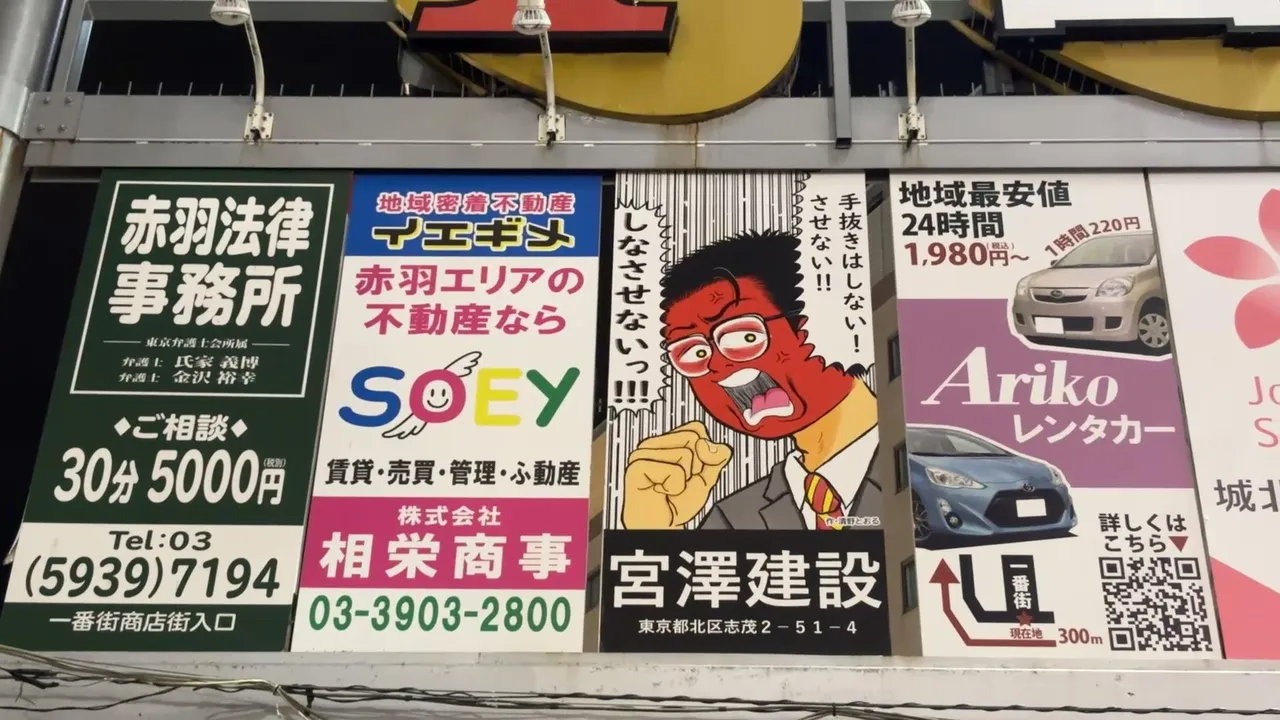 赤羽法律
事務所
東京弁護士会所属
弁護士 氏家 義博
弁護士 金沢 裕幸
◆ご相談◆
30分 5000円(税別)
Tel:03
(5939)7194
一番街商店街入口
地域密着不動産
イエギメ
赤羽エリアの
不動産なら
SOEY
賃貸・売買・管理・ふ動産
株式会社
相栄商事
03-3903-2800
手抜きはしない!
させない!!
しなさせないっ!!!
作・清野とおる
宮澤建設
東京都北区志茂2-51-4
地域最安値
24時間
1,980円(税込)~
1時間220円
Ariko
レンタカー
詳しくは
こちら▼
一番街
現在地
300m
Jo
S
城北